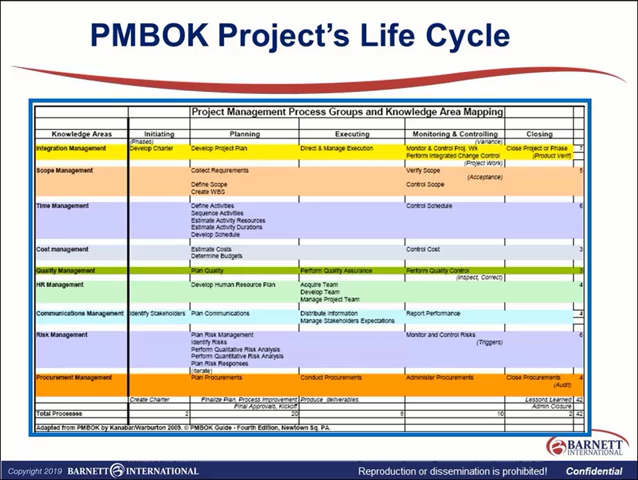 PMBOK Project's Life Cycle
Project Management Process Groups and Knowledge Area Mapping
Knowledge Areas Initiating Planning Executing Monitoring & Controlling Closing
(Phases) (Variance)
Integration Management Develop Charter Develop Project Plan Direct & Manage Execution Monitor & Control Proj. Wk Close Project or Phase 7
Perform Integrated Change Control (Product Verif)
(Project Work)
Scope Management Collect Requirements Verify Scope 5
(Acceptance)
Define Scope Control Scope
Create WBS
Time Management Define Activities Control Schedule 6
Sequence Activities
Estimate Activity Resources
Estimate Activity Durations
Develop Schedule
Cost management Estimate Costs Control Cost 3
Determine Budgets
Quality Management Plan Quality Perform Quality Assurance Perform Quality Control 3
(Inspect, Correct)
HR Management Develop Human Resource Plan Acquire Team 4
Develop Team
Manage Project Team
Communications Management Identify Stakeholders Plan Communications Distribute Information Report Performance 4
Manage Stakeholders Expectations
Risk Management Plan Risk Management Monitor and Control Risks 6
Identify Risks (Triggers)
Perform Qualitative Risk Analysis
Perform Quantitative Risk Analysis
Plan Risk Responses
(Iterate)
Procurement Management Plan Procurements Conduct Procurements Administer Procurements Close Procurements 4
(Audit)
Create Charter Finalize Plan, Process Improvement Produce deliverables. Lessons Learned 42
Final Approvals, Kickoff Admin Closure
Total Processes 2 20 8 10 2 42
Adapted from PMBOK by Kanabar/Warburton 2009. © PMBOK Guide - Fourth Edition, Newtown Sq. PA.
BARNETT
INTERNATIONAL
Copyright 2019 BARNETT INTERNATIONAL Reproduction or dissemination is prohibited! Confidential